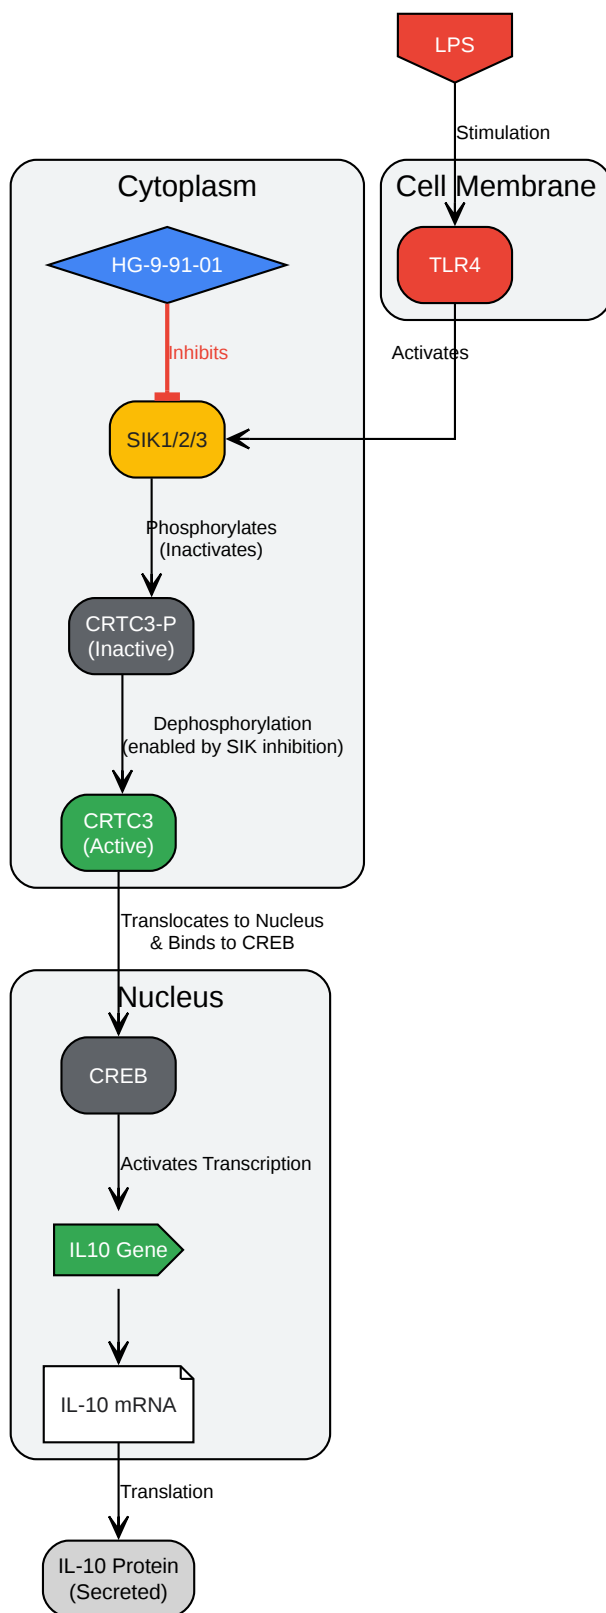 LPS
Stimulation
Cytoplasm
Cell Membrane
HG-9-91-01
TLR4
Inhibits
Activates
SIK1/2/3
Phosphorylates
(Inactivates)
CRTC3-P
(Inactive)
Dephosphorylation
(enabled by SIK inhibition)
CRTC3
(Active)
Translocates to Nucleus
& Binds to CREB
Nucleus
CREB
Activates Transcription
IL10 Gene
IL-10 mRNA
Translation
IL-10 Protein
(Secreted)